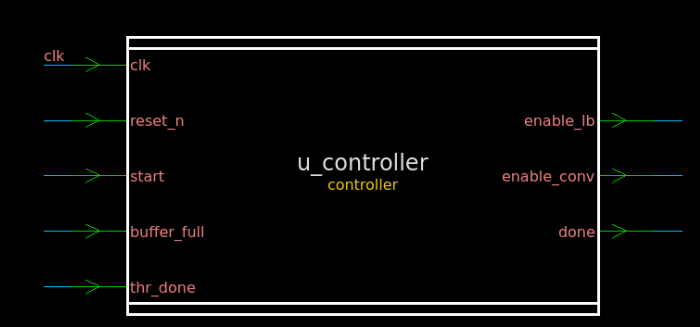 clk
clk
reset_n
enable_lb
u_controller
controller
start
enable_conv
buffer_full
done
thr_done